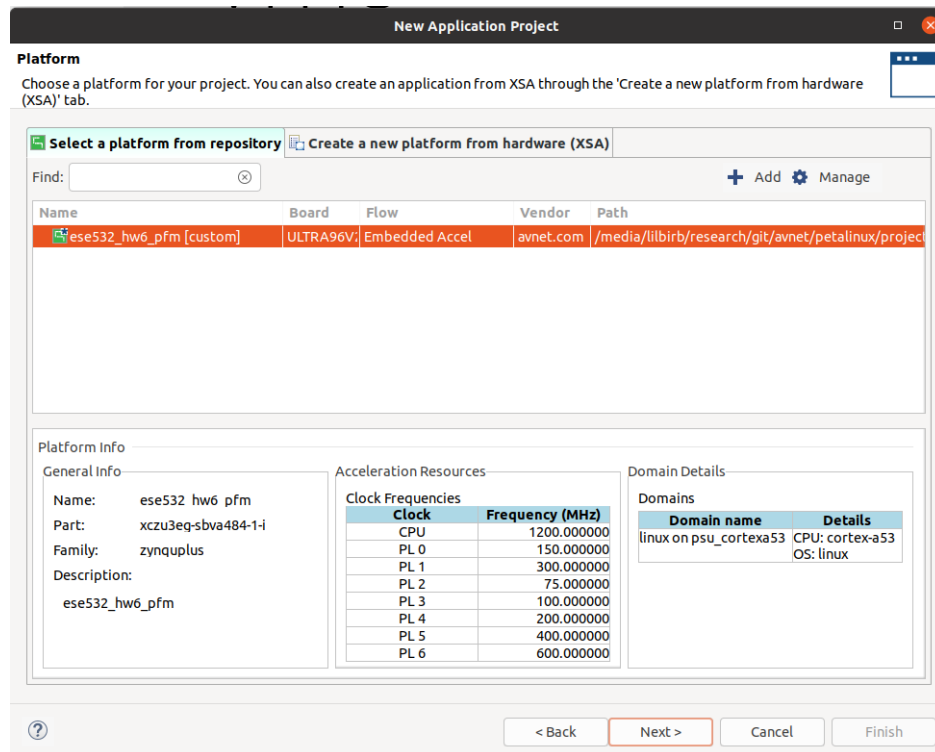 New Application Project
Platform
Choose a platform for your project. You can also create an application from XSA through the 'Create a new platform from hardware
(XSA)' tab.
Select a platform from repository Create a new platform from hardware (XSA)
Find: Add Manage
Name Board Flow Vendor Path
ese532_hw6_pfm [custom] ULTRA96V2 Embedded Accel avnet.com /media/lilbirb/research/git/avnet/petalinux/project
Platform Info
General Info
Name: ese532_hw6_pfm
Part: xczu3eg-sbva484-1-i
Family: zynquplus
Description:
ese532_hw6_pfm
Acceleration Resources
Clock Frequencies
Clock Frequency (MHz)
CPU 1200.000000
PL 0 150.000000
PL 1 300.000000
PL 2 75.000000
PL 3 100.000000
PL 4 200.000000
PL 5 400.000000
PL 6 600.000000
Domain Details
Domains
Domain name Details
linux on psu_cortexa53 CPU: cortex-a53
OS: linux
< Back Next > Cancel Finish